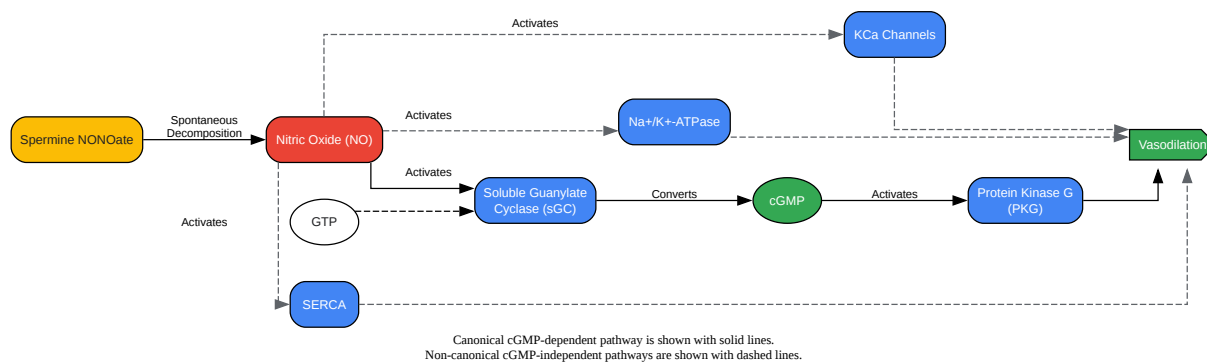 Activates
KCa Channels
Spermine NONOate
Spontaneous
Decomposition
Nitric Oxide (NO)
Activates
Na+/K+-ATPase
Vasodilation
Activates
Soluble Guanylate
Cyclase (sGC)
Converts
cGMP
Activates
Protein Kinase G
(PKG)
GTP
Activates
SERCA
Canonical cGMP-dependent pathway is shown with solid lines.
Non-canonical cGMP-independent pathways are shown with dashed lines.